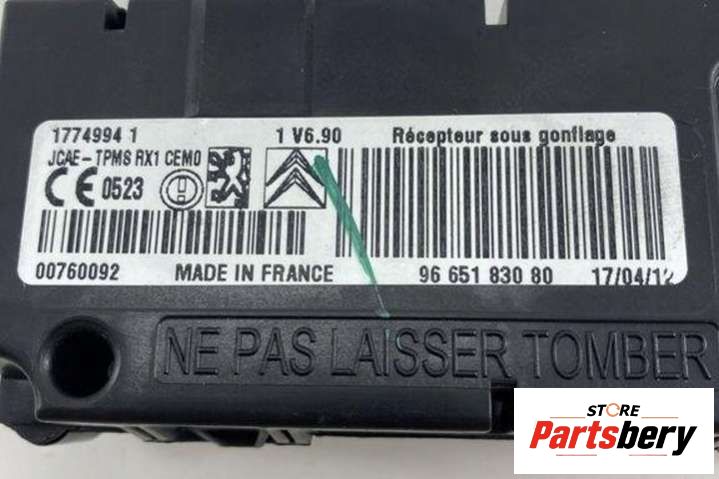 1774994 1 1 V6.90 Récepteur sous gonflage
JCAE-TPMS RX1 CEM0
CE 0523
00760092 MADE IN FRANCE 96 651 830 80 17/04/12
NE PAS LAISSER TOMBER
STORE
Partsbery